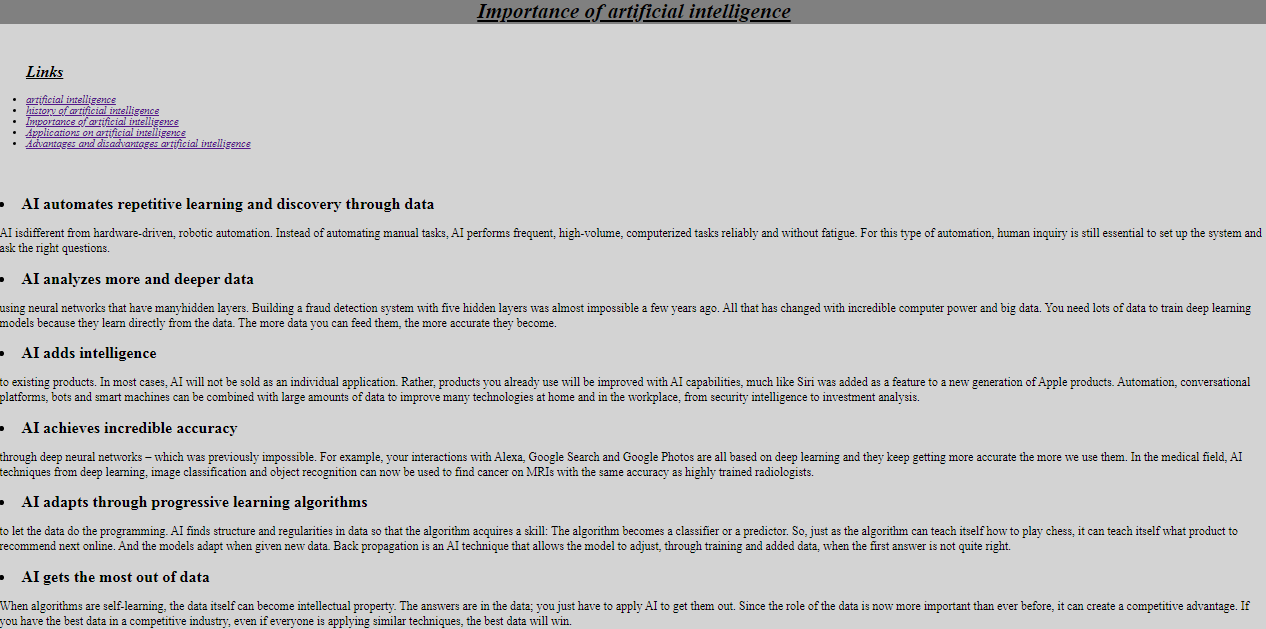 Importance of artificial intelligence
Links
artificial intelligence
history of artificial intelligence
Importance of artificial intelligence
Applications on artificial intelligence
Advantages and disadvantages artificial intelligence
AI automates repetitive learning and discovery through data
AI isdifferent from hardware-driven, robotic automation. Instead of automating manual tasks, AI performs frequent, high-volume, computerized tasks reliably and without fatigue. For this type of automation, human inquiry is still essential to set up the system and
ask the right questions.
AI analyzes more and deeper data
using neural networks that have manyhidden layers. Building a fraud detection system with five hidden layers was almost impossible a few years ago. All that has changed with incredible computer power and big data. You need lots of data to train deep learning
models because they learn directly from the data. The more data you can feed them, the more accurate they become.
AI adds intelligence
to existing products. In most cases, AI will not be sold as an individual application. Rather, products you already use will be improved with AI capabilities, much like Siri was added as a feature to a new generation of Apple products. Automation, conversational
platforms, bots and smart machines can be combined with large amounts of data to improve many technologies at home and in the workplace, from security intelligence to investment analysis.
AI achieves incredible accuracy
through deep neural networks – which was previously impossible. For example, your interactions with Alexa, Google Search and Google Photos are all based on deep learning and they keep getting more accurate the more we use them. In the medical field, AI
techniques from deep learning, image classification and object recognition can now be used to find cancer on MRIs with the same accuracy as highly trained radiologists.
AI adapts through progressive learning algorithms
to let the data do the programming. AI finds structure and regularities in data so that the algorithm acquires a skill: The algorithm becomes a classifier or a predictor. So, just as the algorithm can teach itself how to play chess, it can teach itself what product to
recommend next online. And the models adapt when given new data. Back propagation is an AI technique that allows the model to adjust, through training and added data, when the first answer is not quite right.
AI gets the most out of data
When algorithms are self-learning, the data itself can become intellectual property. The answers are in the data; you just have to apply AI to get them out. Since the role of the data is now more important than ever before, it can create a competitive advantage. If
you have the best data in a competitive industry, even if everyone is applying similar techniques, the best data will win.